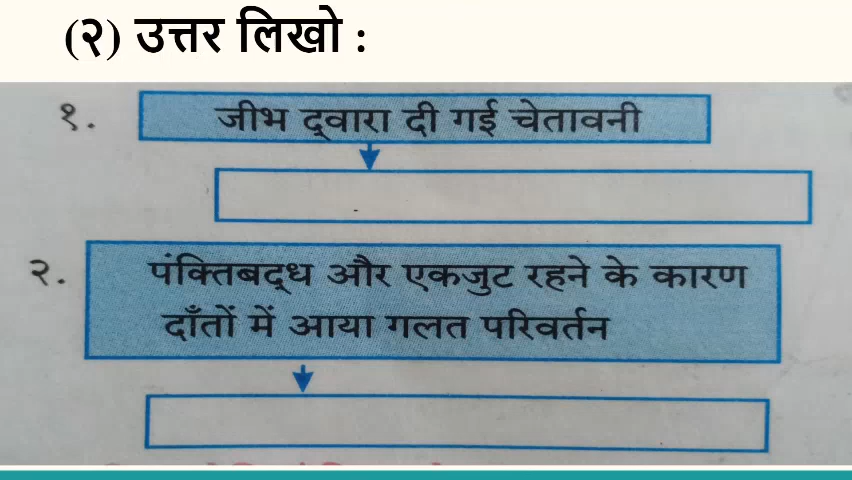 (२) उत्तर लिखो :
१. जीभ द्वारा दी गई चेतावनी
२. पंक्तिबद्ध और एकजुट रहने के कारण
दाँतों में आया गलत परिवर्तन